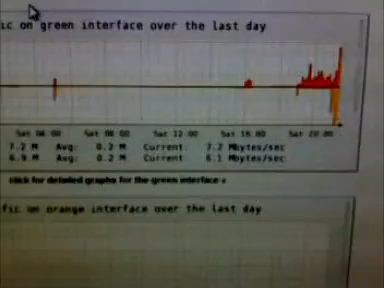 ic on green interface over the last day
Sat 04:00 Sat 08:00 Sat 12:00 Sat 16:00 Sat 20:00
7.2 M Avg: 0.2 M Current: 7.2 Mbytes/sec
6.9 M Avg: 0.2 M Current: 6.1 Mbytes/sec
click for detailed graphs for the green interface »
fic on orange interface over the last day